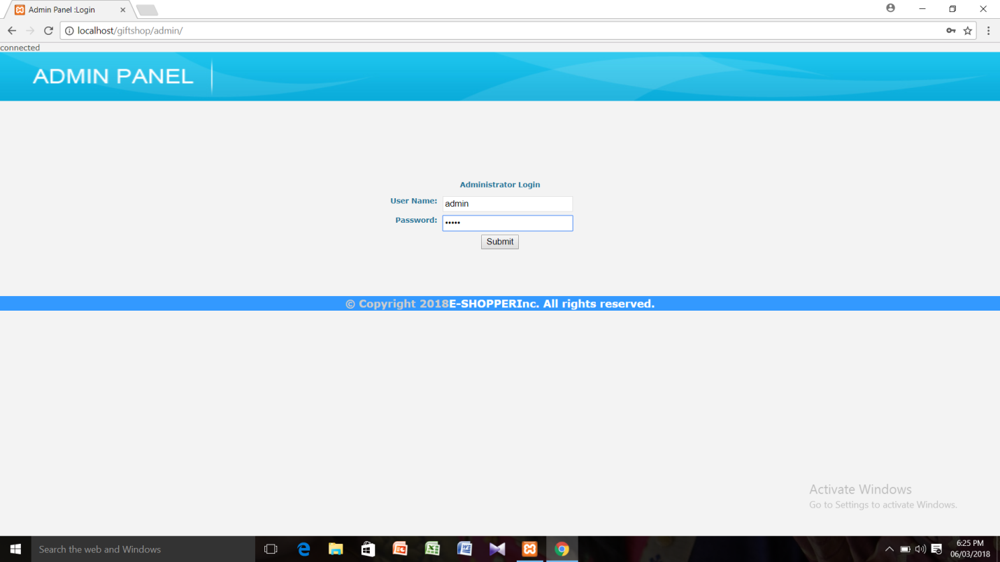 Admin Panel :Login
localhost/giftshop/admin/
connected
ADMIN PANEL
Administrator Login
User Name: admin
Password: •••••
Submit
© Copyright 2018E-SHOPPERInc. All rights reserved.
Activate Windows
Go to Settings to activate Windows.
Search the web and Windows
6:25 PM
06/03/2018